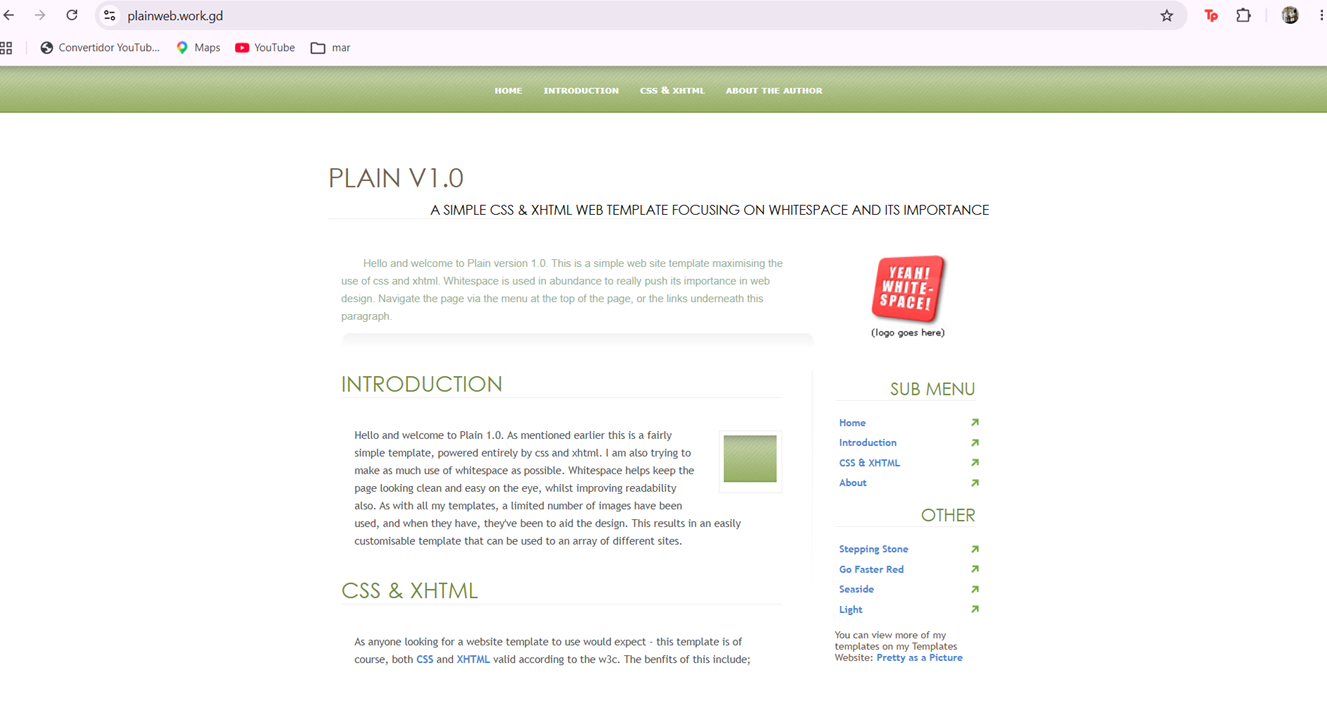 plainweb.work.gd
Convertidor YouTub...
Maps
YouTube
mar
HOME
INTRODUCTION
CSS & XHTML
ABOUT THE AUTHOR
PLAIN V1.0
A SIMPLE CSS & XHTML WEB TEMPLATE FOCUSING ON WHITESPACE AND ITS IMPORTANCE
Hello and welcome to Plain version 1.0. This is a simple web site template maximising the
use of css and xhtml. Whitespace is used in abundance to really push its importance in web
design. Navigate the page via the menu at the top of the page, or the links underneath this
paragraph.
YEAH!
WHITE-
SPACE!
(logo goes here)
INTRODUCTION
Hello and welcome to Plain 1.0. As mentioned earlier this is a fairly
simple template, powered entirely by css and xhtml. I am also trying to
make as much use of whitespace as possible. Whitespace helps keep the
page looking clean and easy on the eye, whilst improving readability
also. As with all my templates, a limited number of images have been
used, and when they have, they've been to aid the design. This results in an easily
customisable template that can be used to an array of different sites.
CSS & XHTML
As anyone looking for a website template to use would expect - this template is of
course, both CSS and XHTML valid according to the w3c. The benfits of this include;
SUB MENU
Home
Introduction
CSS & XHTML
About
OTHER
Stepping Stone
Go Faster Red
Seaside
Light
You can view more of my
templates on my Templates
Website: Pretty as a Picture